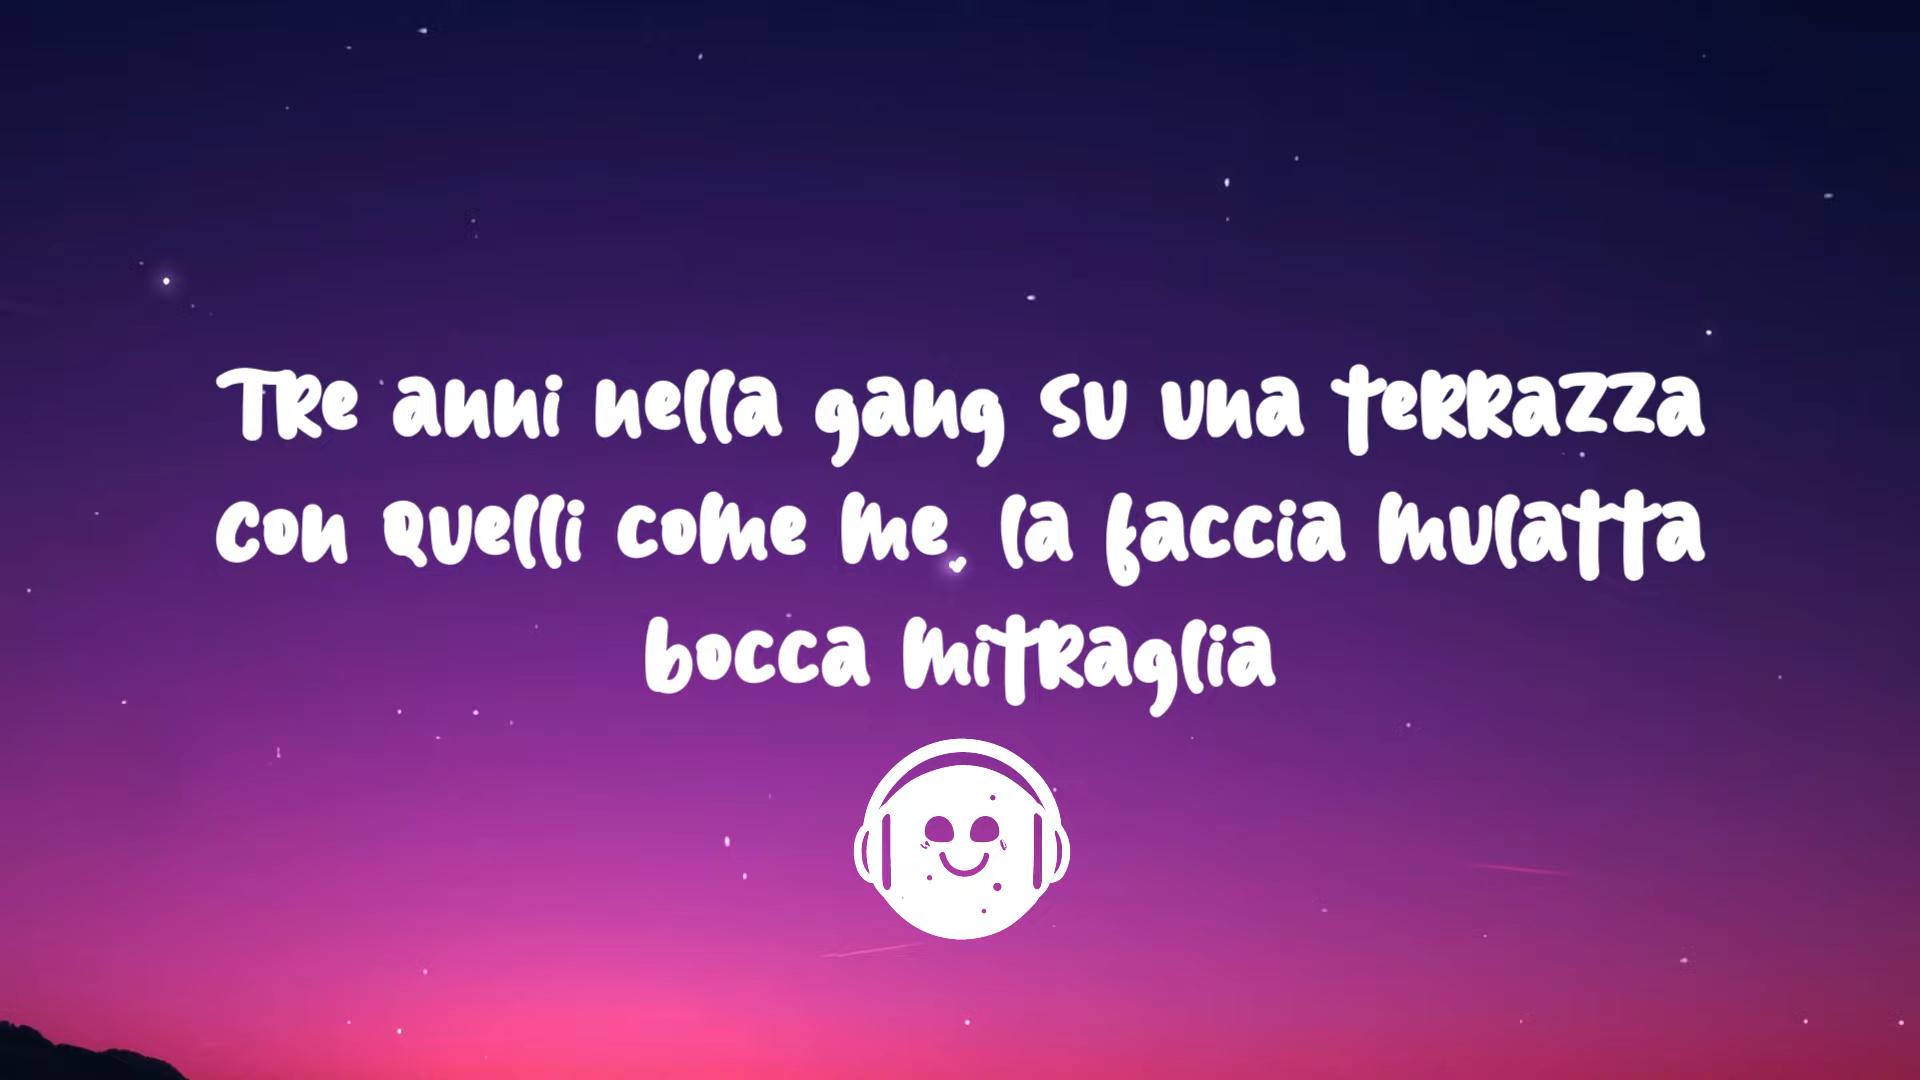 Tre anni nella gang su una terrazza
con quelli come me, la faccia mulatta
bocca mitraglia